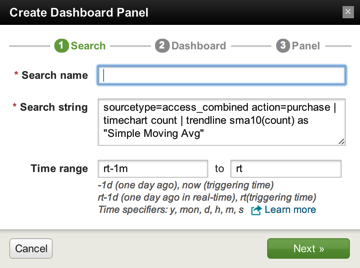 Create Dashboard Panel
1 Search 2 Dashboard 3 Panel
* Search name
* Search string
sourcetype=access_combined action=purchase |
timechart count | trendline sma10(count) as
"Simple Moving Avg"
Time range rt-1m to rt
-1d (one day ago), now (triggering time)
rt-1d (one day ago in real-time), rt(triggering time)
Time specifiers: y, mon, d, h, m, s Learn more
Cancel Next »